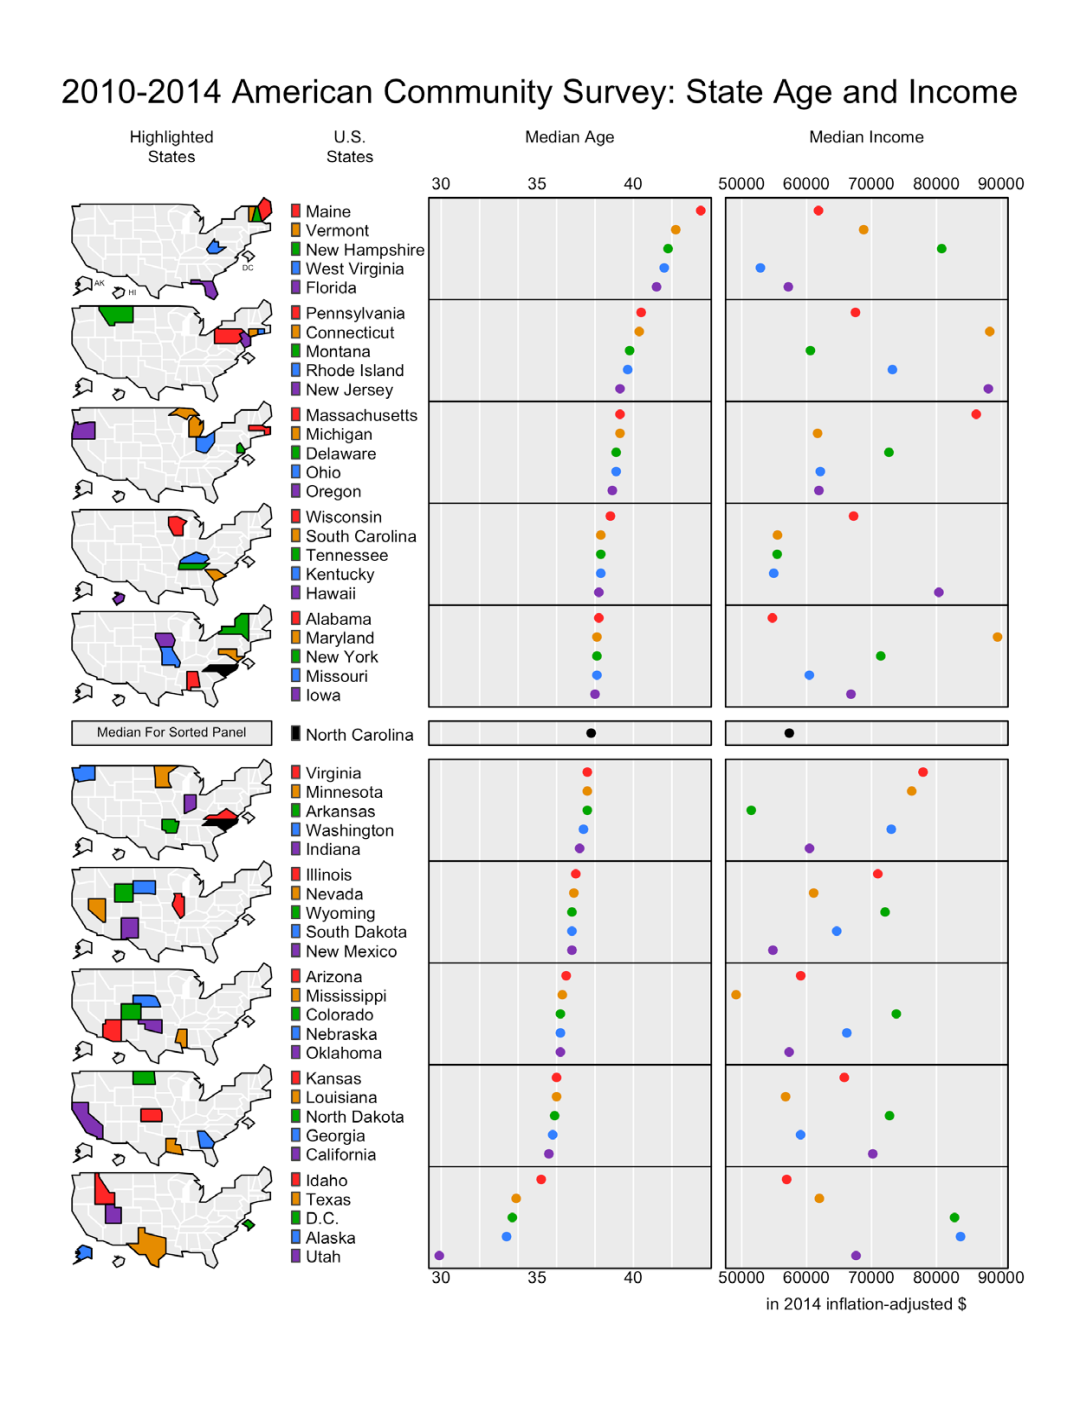 2010-2014 American Community Survey: State Age and Income
Highlighted
States
U.S.
States
Median Age
Median Income
30 35 40
50000 60000 70000 80000 90000
Maine
Vermont
New Hampshire
West Virginia
Florida
DC
AK
HI
Pennsylvania
Connecticut
Montana
Rhode Island
New Jersey
Massachusetts
Michigan
Delaware
Ohio
Oregon
Wisconsin
South Carolina
Tennessee
Kentucky
Hawaii
Alabama
Maryland
New York
Missouri
Iowa
Median For Sorted Panel
North Carolina
Virginia
Minnesota
Arkansas
Washington
Indiana
Illinois
Nevada
Wyoming
South Dakota
New Mexico
Arizona
Mississippi
Colorado
Nebraska
Oklahoma
Kansas
Louisiana
North Dakota
Georgia
California
Idaho
Texas
D.C.
Alaska
Utah
30 35 40
50000 60000 70000 80000 90000
in 2014 inflation-adjusted $